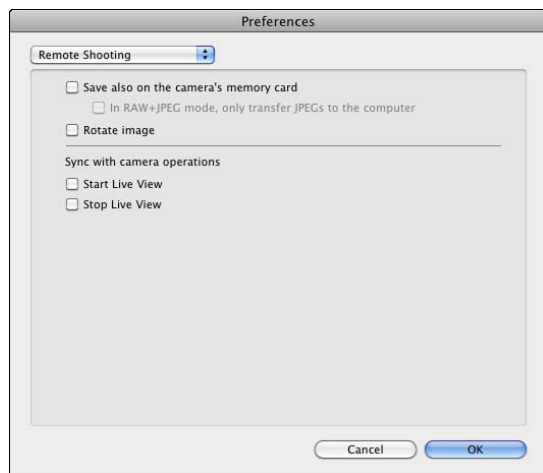 Preferences
Remote Shooting
Save also on the camera's memory card
In RAW+JPEG mode, only transfer JPEGs to the computer
Rotate image
Sync with camera operations
Start Live View
Stop Live View
Cancel
OK